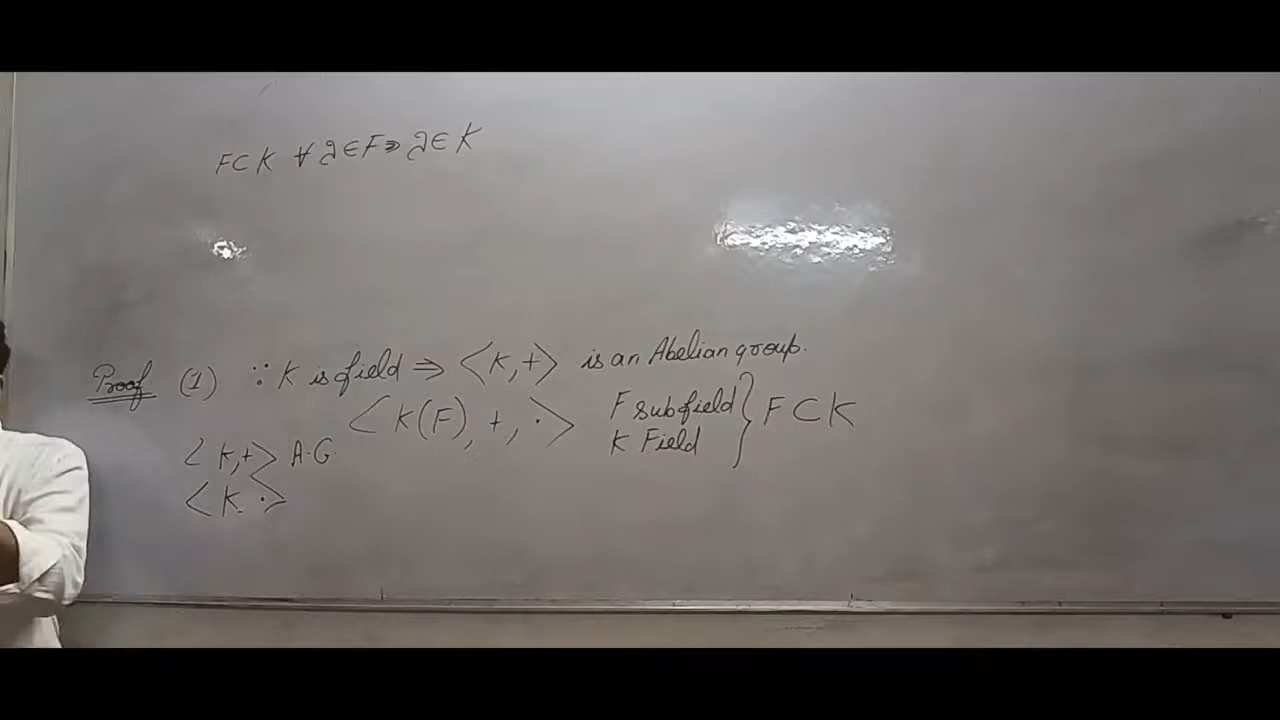 F⊂K ∀ λ∈F ⇒ λ∈K
Proof (1) ∵ K is field ⇒ <K,+> is an Abelian group.
<K(F), +, ·> F subfield } F⊂K
K Field
<K,+> A.G.
<K. ·>